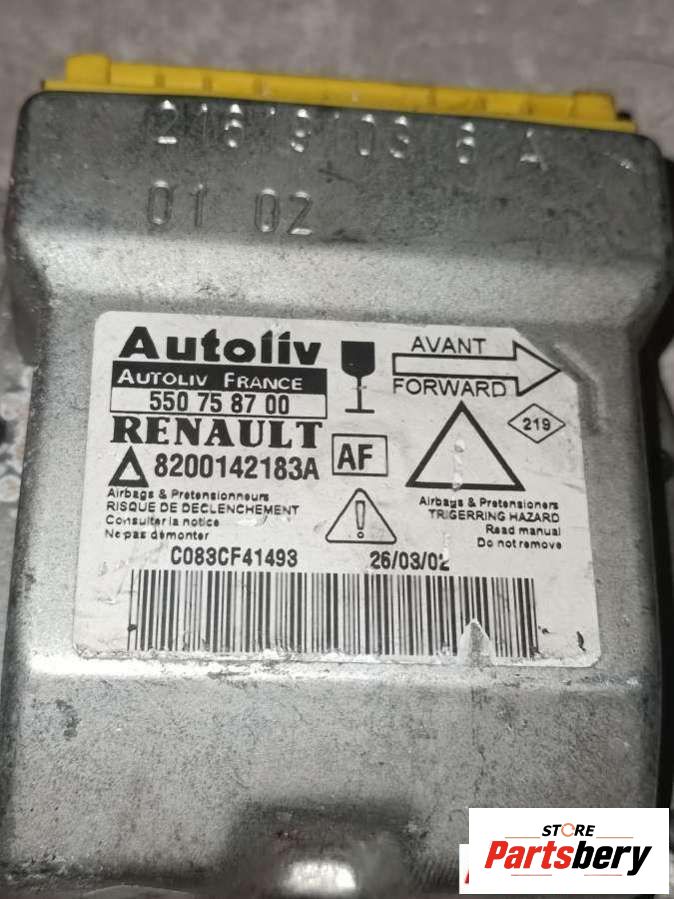 01 02
Autoliv
AVANT
AUTOLIV FRANCE
FORWARD
550 75 87 00
RENAULT
219
8200142183A
AF
Airbags & Pretensionneurs
RISQUE DE DECLENCHEMENT
Consulter la notice
Ne pas démonter
Airbags & Pretensioners
TRIGERRING HAZARD
Read manual
Do not remove
C083CF41493
26/03/02
STORE
Partsbery